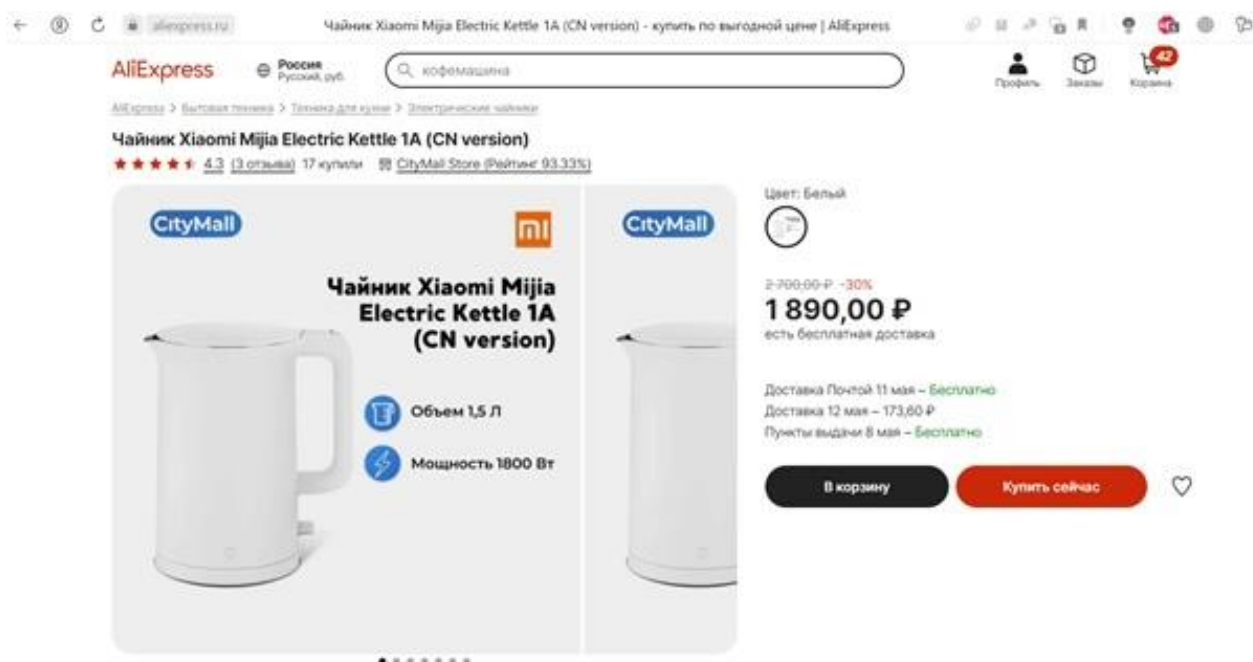 aliexpress.ru
Чайник Xiaomi Mijia Electric Kettle 1A (CN version) - купить по выгодной цене | AliExpress
AliExpress
Россия
Русский, руб.
кофемашина
Профиль
Заказы
42
Корзина
AliExpress > Бытовая техника > Техника для кухни > Электрические чайники
Чайник Xiaomi Mijia Electric Kettle 1A (CN version)
4.3 (3 отзыва) 17 купили CityMall Store (Рейтинг 93.33%)
CityMall
mi
Чайник Xiaomi Mijia
Electric Kettle 1A
(CN version)
Объем 1,5 Л
Мощность 1800 Вт
CityMall
Цвет: Белый
2 700,00 ₽ -30%
1 890,00 ₽
есть бесплатная доставка
Доставка Почтой 11 мая – Бесплатно
Доставка 12 мая – 173,60 ₽
Пункты выдачи 8 мая – Бесплатно
В корзину
Купить сейчас